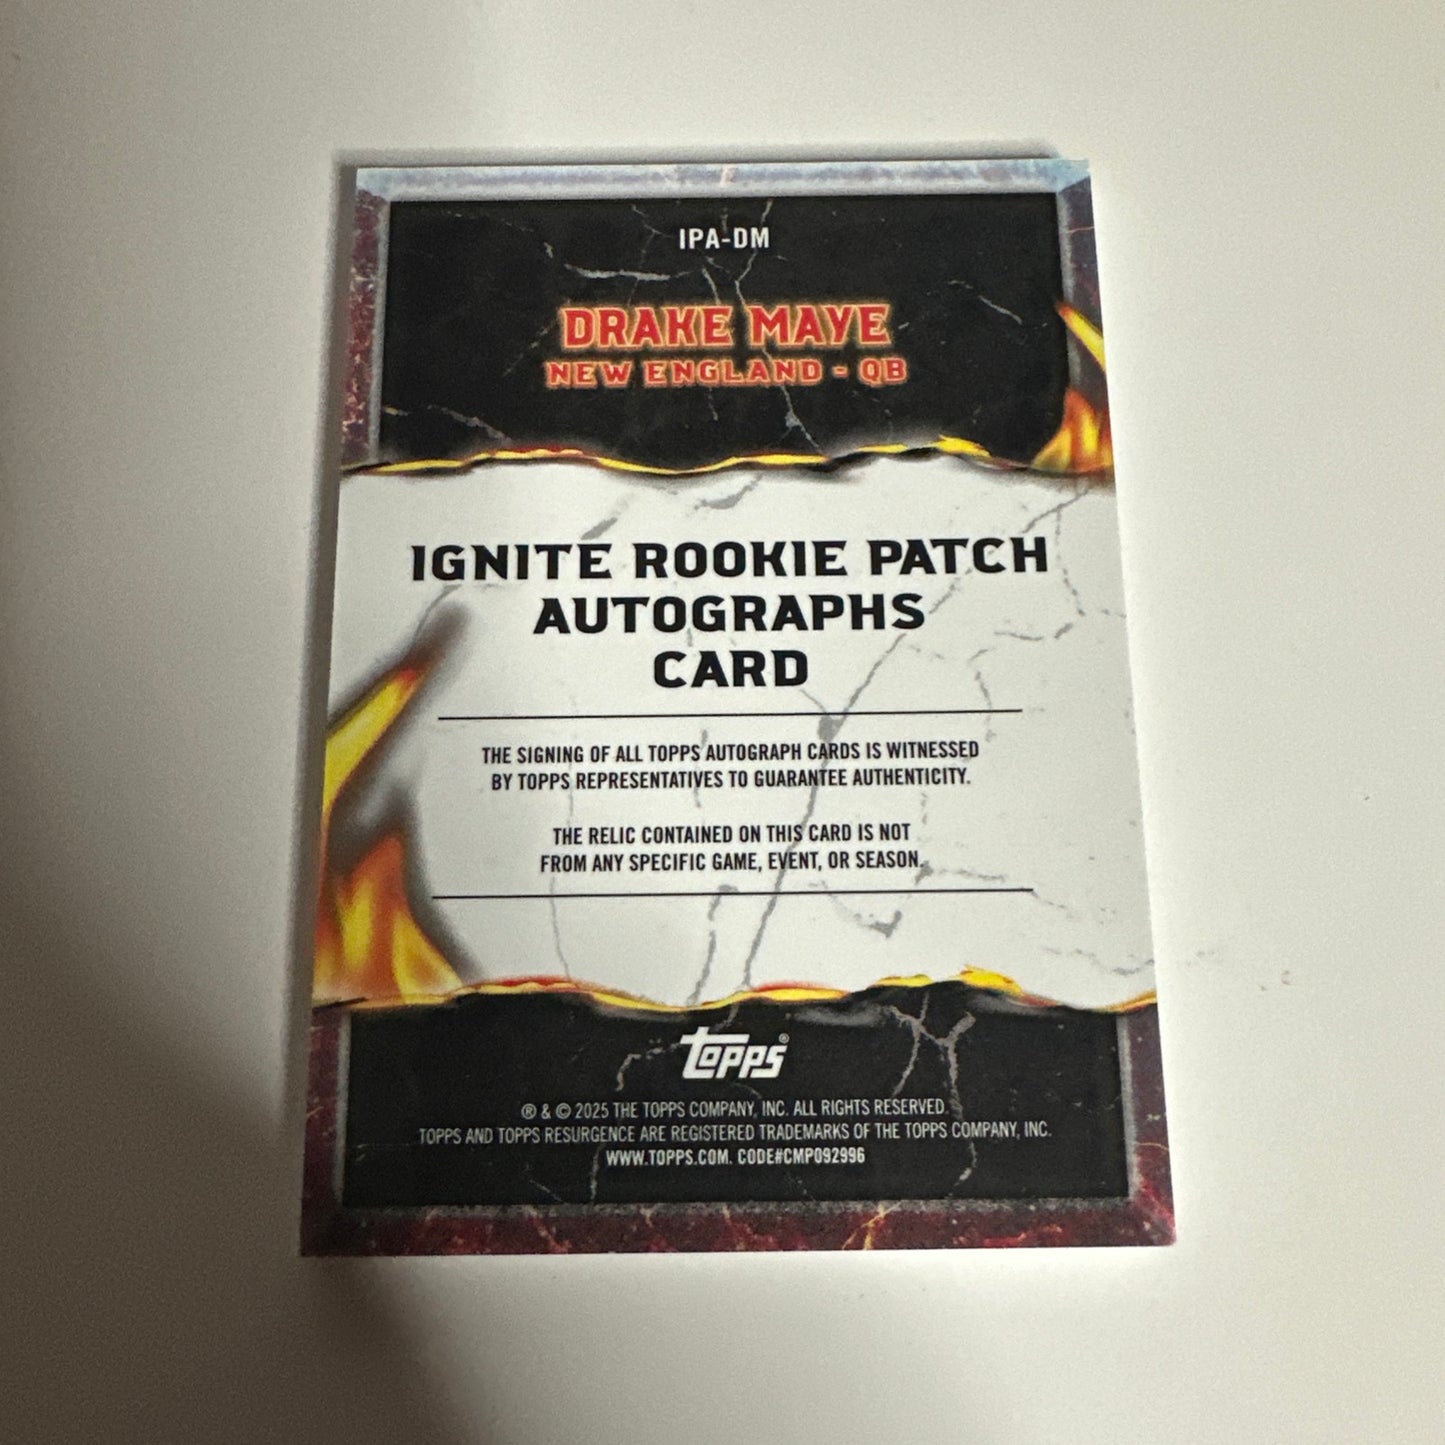 IPA-DM
DRAKE MAYE
NEW ENGLAND - QB
IGNITE ROOKIE PATCH
AUTOGRAPHS
CARD
THE SIGNING OF ALL TOPPS AUTOGRAPH CARDS IS WITNESSED
BY TOPPS REPRESENTATIVES TO GUARANTEE AUTHENTICITY.
THE RELIC CONTAINED ON THIS CARD IS NOT
FROM ANY SPECIFIC GAME, EVENT, OR SEASON.
topps®
® & © 2025 THE TOPPS COMPANY, INC. ALL RIGHTS RESERVED.
TOPPS AND TOPPS RESURGENCE ARE REGISTERED TRADEMARKS OF THE TOPPS COMPANY, INC.
WWW.TOPPS.COM. CODE#CMP092996